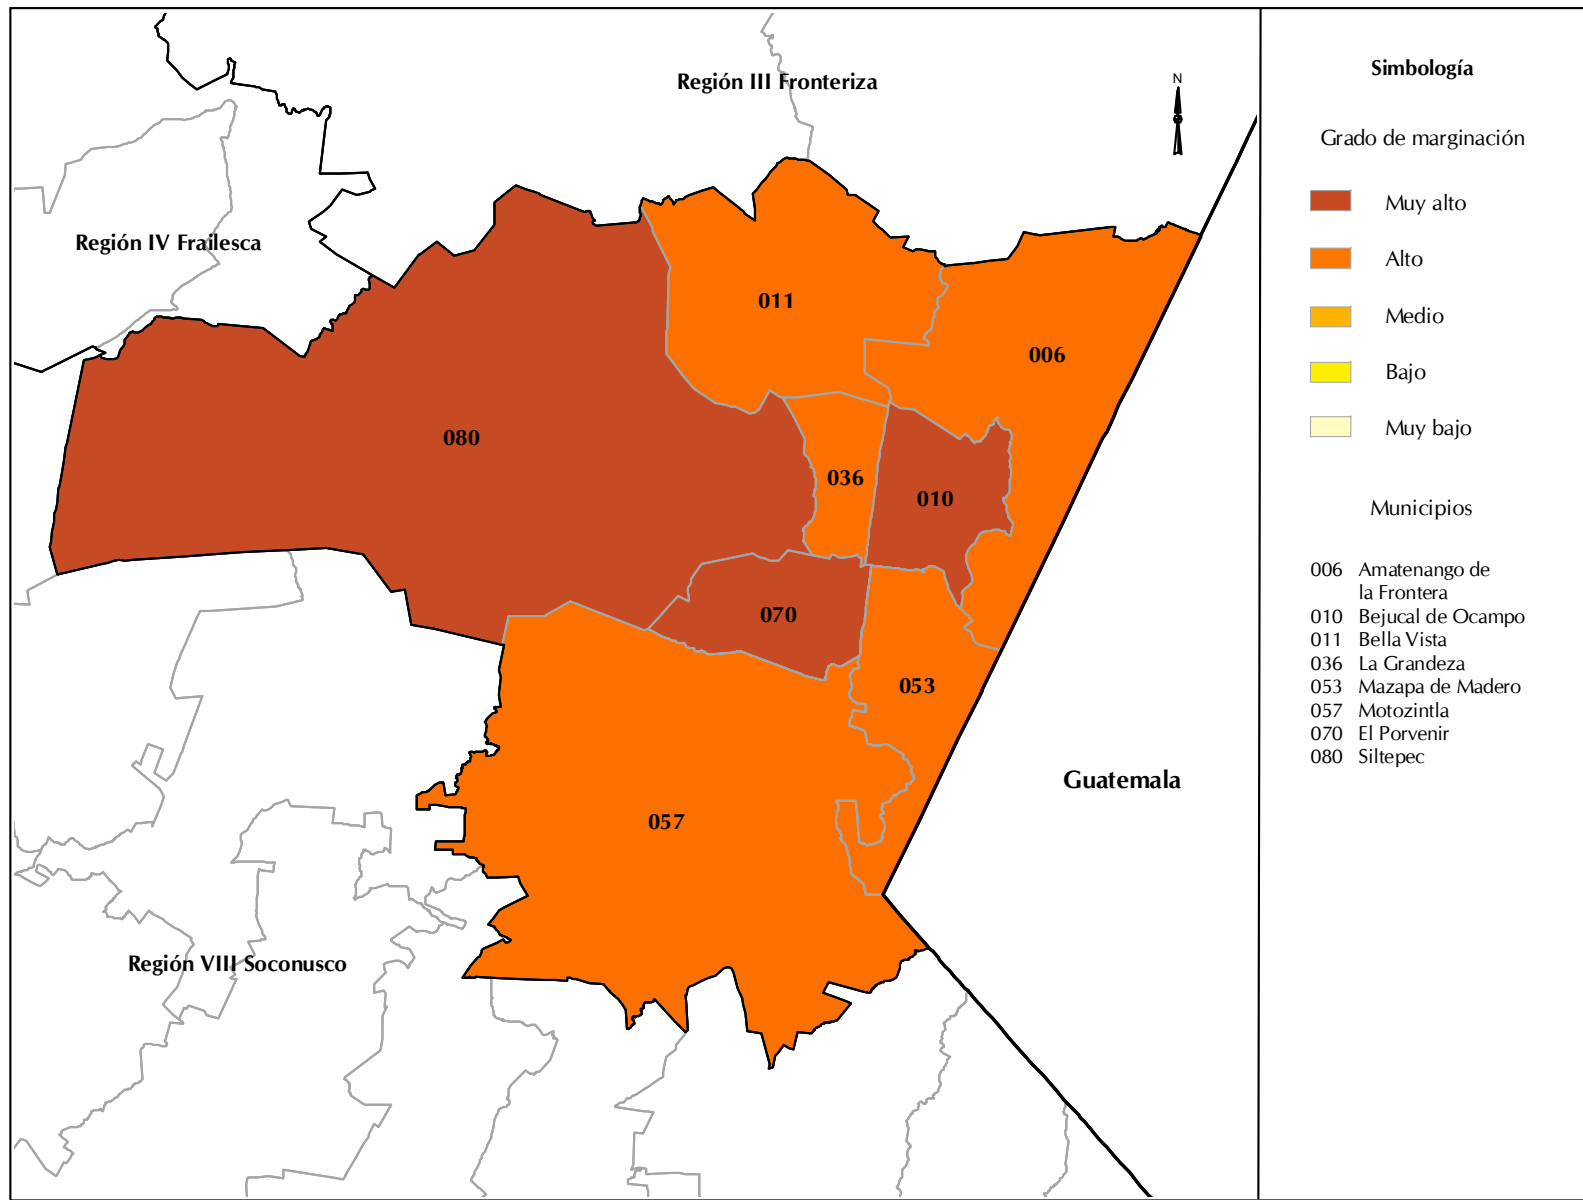 Región III Fronteriza
N
Región IV Frailesca
011
006
080
036
010
070
053
Guatemala
057
Región VIII Soconusco
Simbología
Grado de marginación
Muy alto
Alto
Medio
Bajo
Muy bajo
Municipios
006 Amatenango de
la Frontera
010 Bejucal de Ocampo
011 Bella Vista
036 La Grandeza
053 Mazapa de Madero
057 Motozintla
070 El Porvenir
080 Siltepec